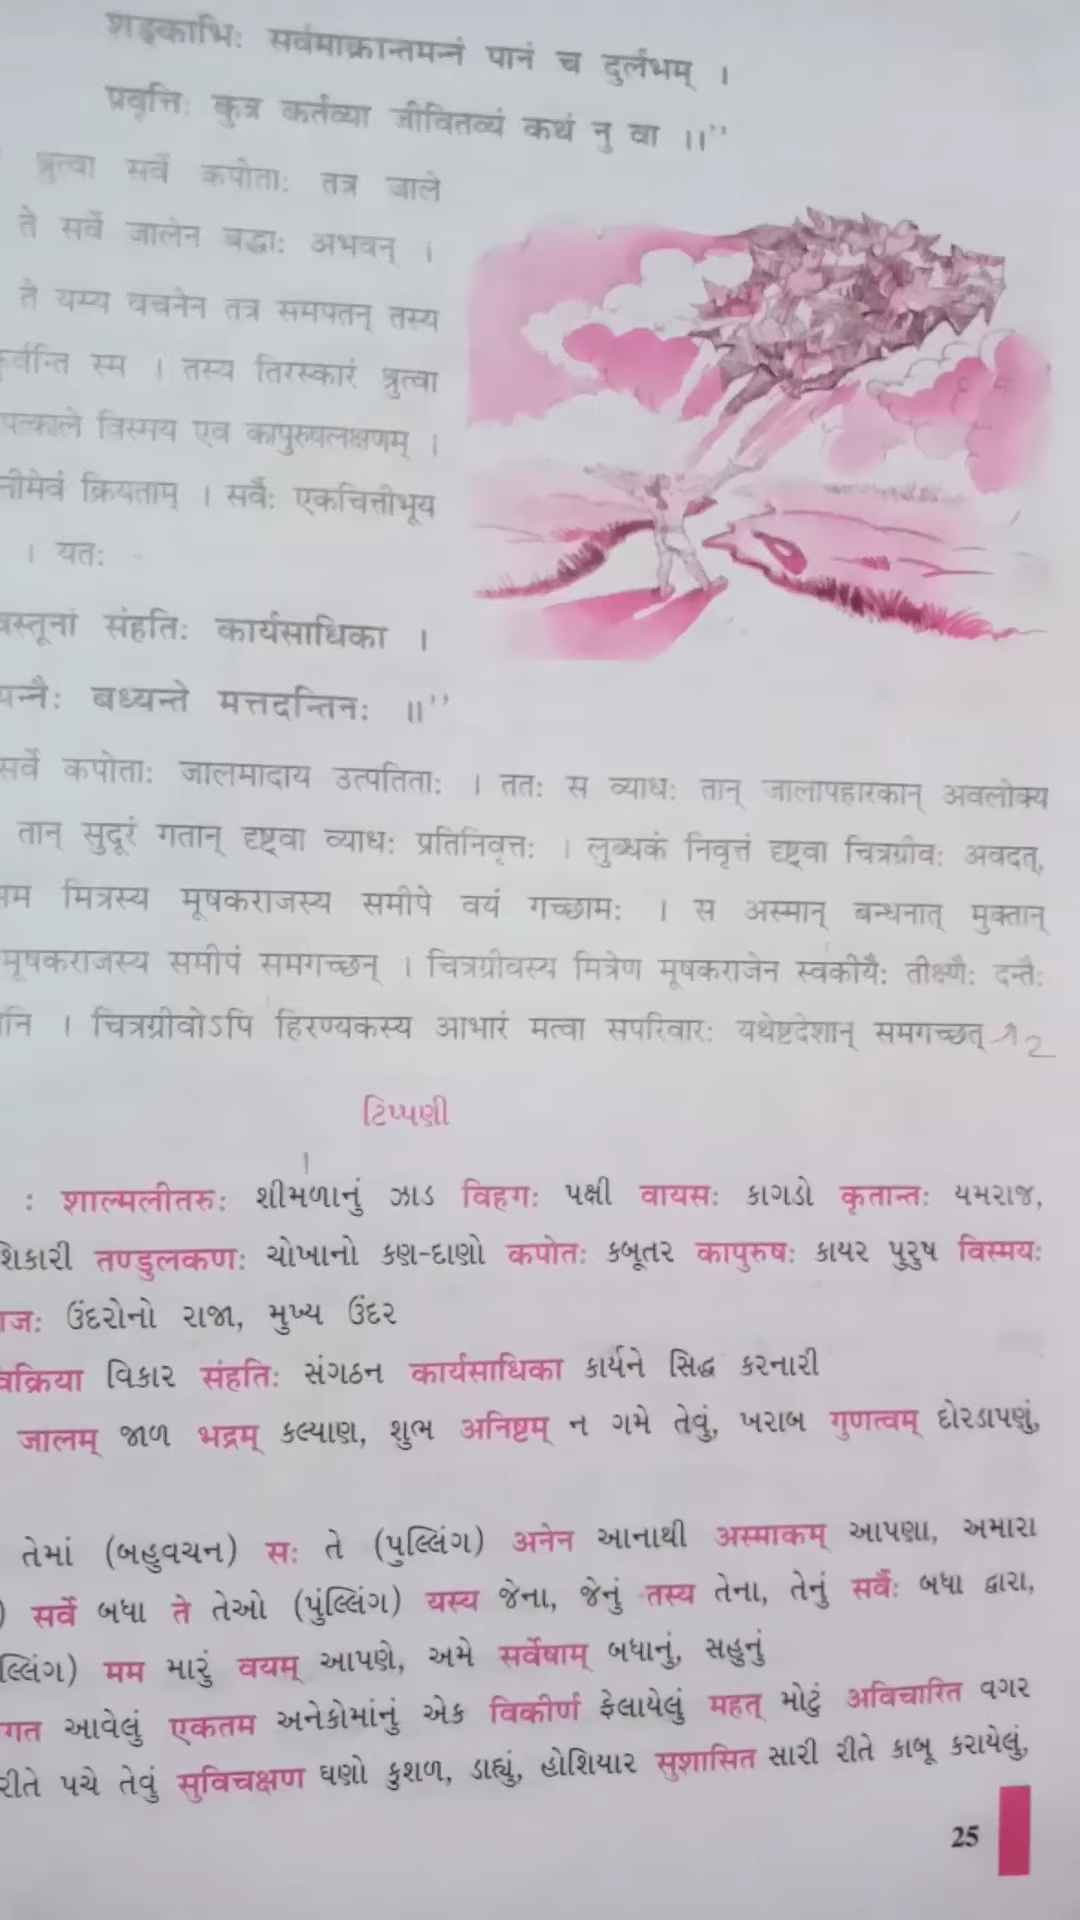 शङ्काभिः सर्वमाक्रान्तमन्नं पानं च दुर्लभम् ।
प्रवृत्तिः कुत्र कर्तव्या जीवितव्यं कथं नु वा ।।”
श्रुत्वा सर्वे कपोताः तत्र जाले
ते सर्वे जालेन बद्धाः अभवन् ।
ते यस्य वचनेन तत्र समपतन् तस्य
कुर्वन्ति स्म । तस्य तिरस्कारं श्रुत्वा
पत्काले विस्मय एव कापुरुषलक्षणम् ।
नीमेवं क्रियताम् । सर्वैः एकचित्तीभूय
। यतः
वस्तूनां संहतिः कार्यसाधिका ।
पन्नैः बध्यन्ते मत्तदन्तिनः ॥”
सर्वे कपोताः जालमादाय उत्पतिताः । ततः स व्याधः तान् जालापहारकान् अवलोक्य
तान् सुदूरं गतान् दृष्ट्वा व्याधः प्रतिनिवृत्तः । लुब्धकं निवृत्तं दृष्ट्वा चित्रग्रीवः अवदत्,
मम मित्रस्य मूषकराजस्य समीपे वयं गच्छामः । स अस्मान् बन्धनात् मुक्तान्
मूषकराजस्य समीपं समगच्छन् । चित्रग्रीवस्य मित्रेण मूषकराजेन स्वकीयैः तीक्ष्णैः दन्तैः
नि । चित्रग्रीवोऽपि हिरण्यकस्य आभारं मत्वा सपरिवारः यथेष्टदेशान् समगच्छत् १२
ટિપ્પણી
: शाल्मलीतरुः શીમળાનું ઝાડ विहगः પક્ષી वायसः કાગડો कृतान्तः યમરાજ,
શિકારી तण्डुलकणः ચોખાનો કણ-દાણો कपोतः કબૂતર कापुरुषः કાયર પુરુષ विस्मयः
ાजः ઉંદરોનો રાજા, મુખ્ય ઉંદર
वक्रिया વિકાર संहतिः સંગઠન कार्यसाधिका કાર્યને સિદ્ધ કરનારી
जालम् જાળ भद्रम् કલ્યાણ, શુભ अनिष्टम् ન ગમે તેવું, ખરાબ गुणत्वम् દોરડાપણું,
તેમાં (બહુવચન) सः તે (પુલ્લિંગ) अनेन આનાથી अस्माकम् આપણા, અમારા
) सर्वे બધા ते તેઓ (પુંલ્લિંગ) यस्य જેના, જેનું तस्य તેના, તેનું सर्वैः બધા દ્વારા,
લ્લિંગ) मम મારું वयम् આપણે, અમે सर्वेषाम् બધાનું, સહુનું
गत આવેલું एकतम અનેકોમાંનું એક विकीर्ण ફેલાયેલું महत् મોટું अविचारित વગર
રીતે પચે તેવું सुविचक्षण ઘણો કુશળ, ડાહ્યું, હોશિયાર सुशासित સારી રીતે કાબૂ કરાયેલું,
25